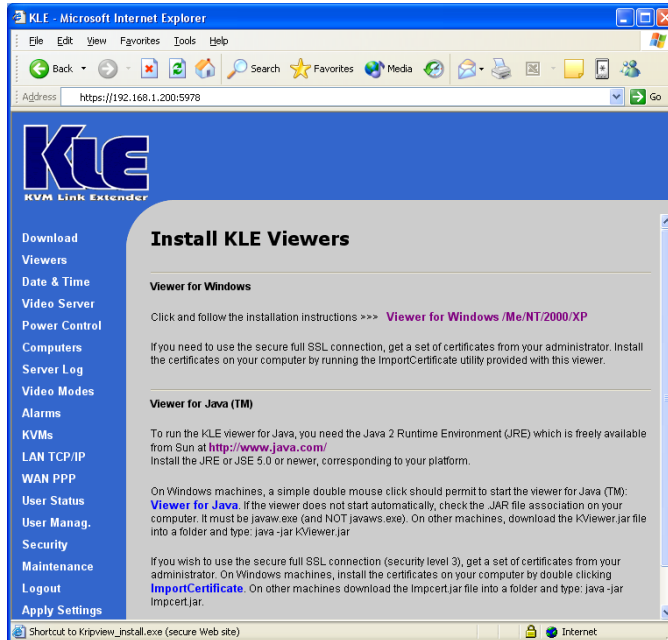 KLE - Microsoft Internet Explorer
File Edit View Favorites Tools Help
Back Search Favorites Media
Address https://192.168.1.200:5978 Go
KLE
KVM Link Extender
Download
Viewers
Date & Time
Video Server
Power Control
Computers
Server Log
Video Modes
Alarms
KVMs
LAN TCP/IP
WAN PPP
User Status
User Manag.
Security
Maintenance
Logout
Apply Settings
Install KLE Viewers
Viewer for Windows
Click and follow the installation instructions >>> Viewer for Windows /Me/NT/2000/XP
If you need to use the secure full SSL connection, get a set of certificates from your administrator. Install
the certificates on your computer by running the ImportCertificate utility provided with this viewer.
Viewer for Java (TM)
To run the KLE viewer for Java, you need the Java 2 Runtime Environment (JRE) which is freely available
from Sun at http://www.java.com/
Install the JRE or JSE 5.0 or newer, corresponding to your platform.
On Windows machines, a simple double mouse click should permit to start the viewer for Java (TM):
Viewer for Java. If the viewer does not start automatically, check the .JAR file association on your
computer. It must be javaw.exe (and NOT javaws.exe). On other machines, download the KViewer.jar file
into a folder and type: java -jar KViewer.jar
If you wish to use the secure full SSL connection (security level 3), get a set of certificates from your
administrator. On Windows machines, install the certificates on your computer by double clicking
ImportCertificate. On other machines download the Impcert.jar file into a folder and type: java -jar
Impcert.jar.
Shortcut to Kripview_install.exe (secure Web site) Internet